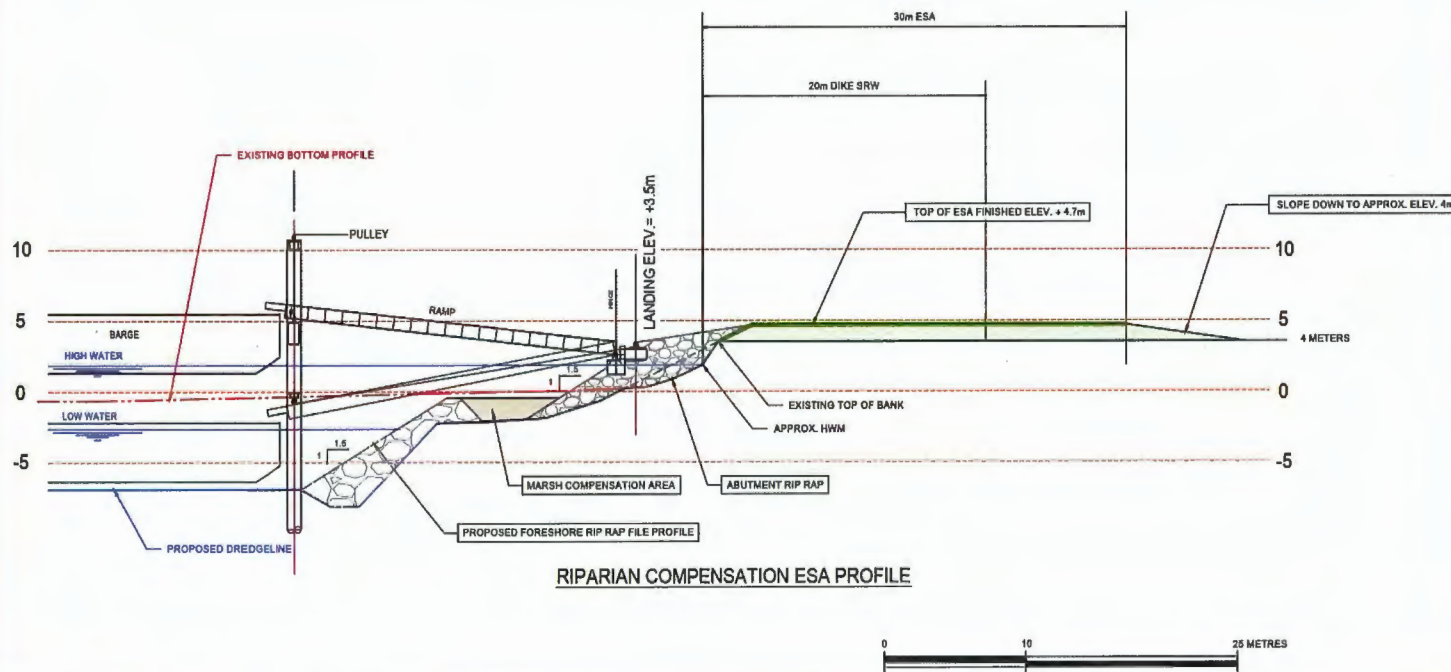 30m ESA
20m DIKE SRW
EXISTING BOTTOM PROFILE
LANDING ELEV. = +3.5m
TOP OF ESA FINISHED ELEV. + 4.7m
SLOPE DOWN TO APPROX. ELEV. 4m
PULLEY
10
10
HINGE
RAMP
5
5
BARGE
4 METERS
HIGH WATER
1.5
1
0
0
EXISTING TOP OF BANK
LOW WATER
APPROX. HWM
1.5
1
-5
-5
MARSH COMPENSATION AREA
ABUTMENT RIP RAP
PROPOSED FORESHORE RIP RAP FILE PROFILE
PROPOSED DREDGELINE
RIPARIAN COMPENSATION ESA PROFILE
0
10
25 METRES